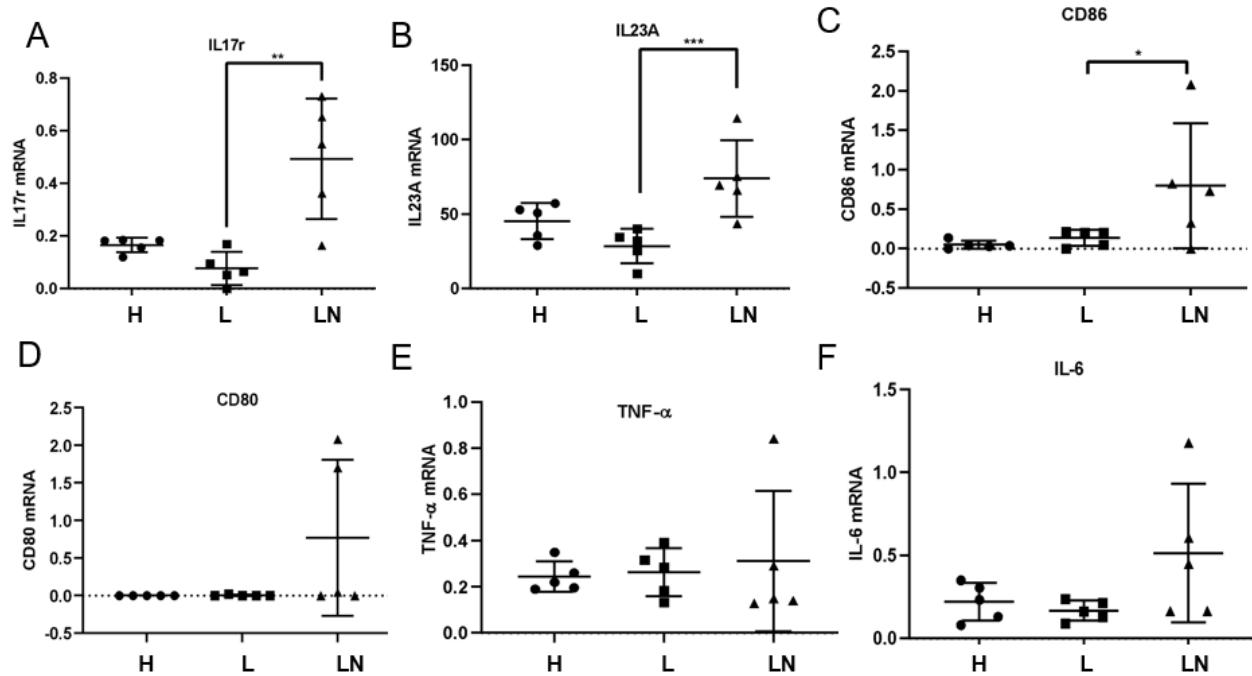 A
IL17r
**
IL17r mRNA
0.8
0.6
0.4
0.2
0.0
H L LN
B
IL23A
***
IL23A mRNA
150
100
50
0
H L LN
C
CD86
*
CD86 mRNA
2.5
2.0
1.5
1.0
0.5
0.0
-0.5
H L LN
D
CD80
CD80 mRNA
2.5
2.0
1.5
1.0
0.5
0.0
-0.5
H L LN
E
TNF-α
TNF-α mRNA
1.0
0.8
0.6
0.4
0.2
0.0
H L LN
F
IL-6
IL-6 mRNA
1.5
1.0
0.5
0.0
H L LN